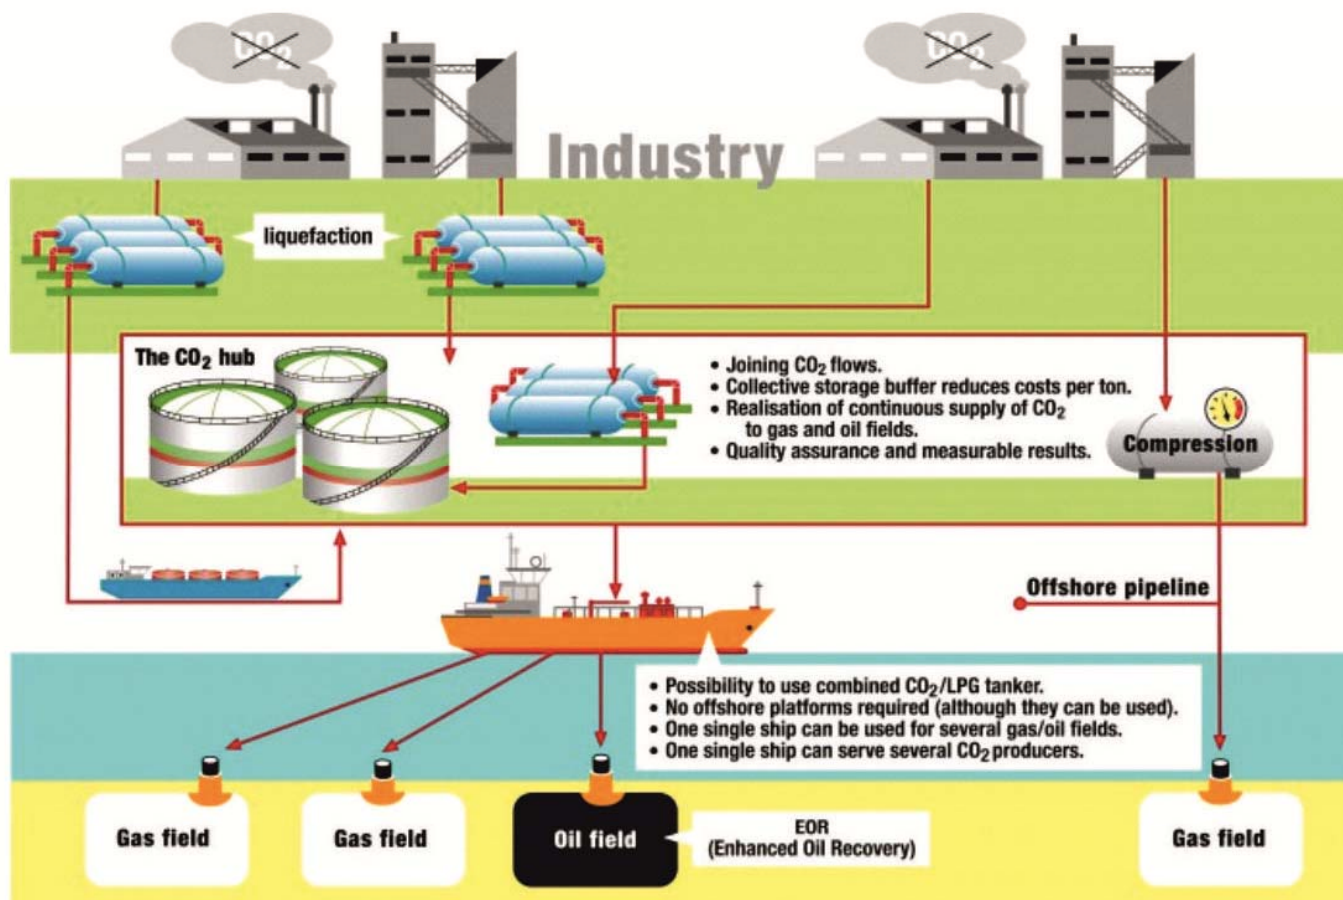 CO2
CO2
Industry
liquefaction
The CO2 hub
• Joining CO2 flows.
• Collective storage buffer reduces costs per ton.
• Realisation of continuous supply of CO2
to gas and oil fields.
• Quality assurance and measurable results.
Compression
Offshore pipeline
• Possibility to use combined CO2/LPG tanker.
• No offshore platforms required (although they can be used).
• One single ship can be used for several gas/oil fields.
• One single ship can serve several CO2 producers.
Gas field
Gas field
Oil field
EOR
(Enhanced Oil Recovery)
Gas field